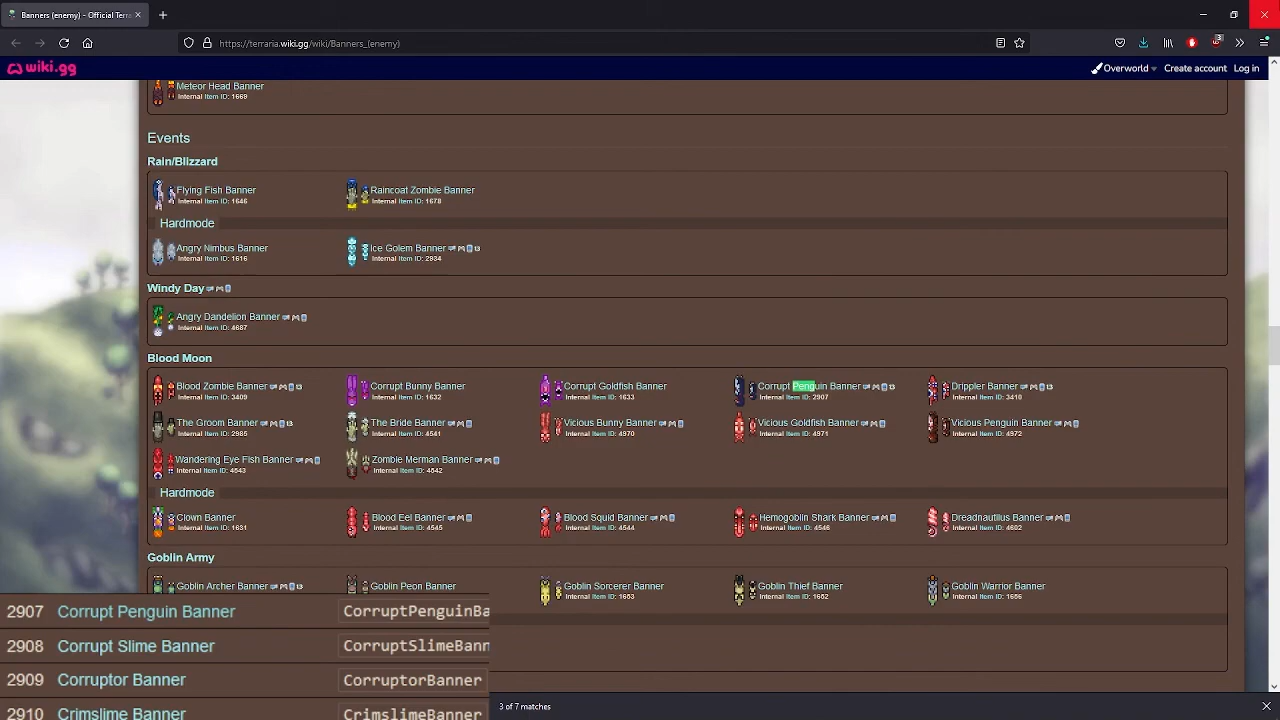 Banners (enemy) - Official Terr
https://terraria.wiki.gg/wiki/Banners_(enemy)
wiki.gg
Overworld Create account Log in
Meteor Head Banner
Internal Item ID: 1669
Events
Rain/Blizzard
Flying Fish Banner Raincoat Zombie Banner
Internal Item ID: 1646 Internal Item ID: 1678
Hardmode
Angry Nimbus Banner Ice Golem Banner
Internal Item ID: 1616 Internal Item ID: 2934
Windy Day
Angry Dandelion Banner
Internal Item ID: 4687
Blood Moon
Blood Zombie Banner Corrupt Bunny Banner Corrupt Goldfish Banner Corrupt Penguin Banner Drippler Banner
Internal Item ID: 3409 Internal Item ID: 1632 Internal Item ID: 1633 Internal Item ID: 2907 Internal Item ID: 3410
The Groom Banner The Bride Banner Vicious Bunny Banner Vicious Goldfish Banner Vicious Penguin Banner
Internal Item ID: 2985 Internal Item ID: 4541 Internal Item ID: 4970 Internal Item ID: 4971 Internal Item ID: 4972
Wandering Eye Fish Banner Zombie Merman Banner
Internal Item ID: 4543 Internal Item ID: 4542
Hardmode
Clown Banner Blood Eel Banner Blood Squid Banner Hemogoblin Shark Banner Dreadnautilus Banner
Internal Item ID: 1631 Internal Item ID: 4545 Internal Item ID: 4544 Internal Item ID: 4546 Internal Item ID: 4602
Goblin Army
Goblin Archer Banner Goblin Peon Banner Goblin Sorcerer Banner Goblin Thief Banner Goblin Warrior Banner
Internal Item ID: 1653 Internal Item ID: 1652 Internal Item ID: 1656
2907 Corrupt Penguin Banner CorruptPenguinBa
2908 Corrupt Slime Banner CorruptSlimeBann
2909 Corruptor Banner CorruptorBanner
2910 Crimslime Banner CrimslimeBanner
3 of 7 matches